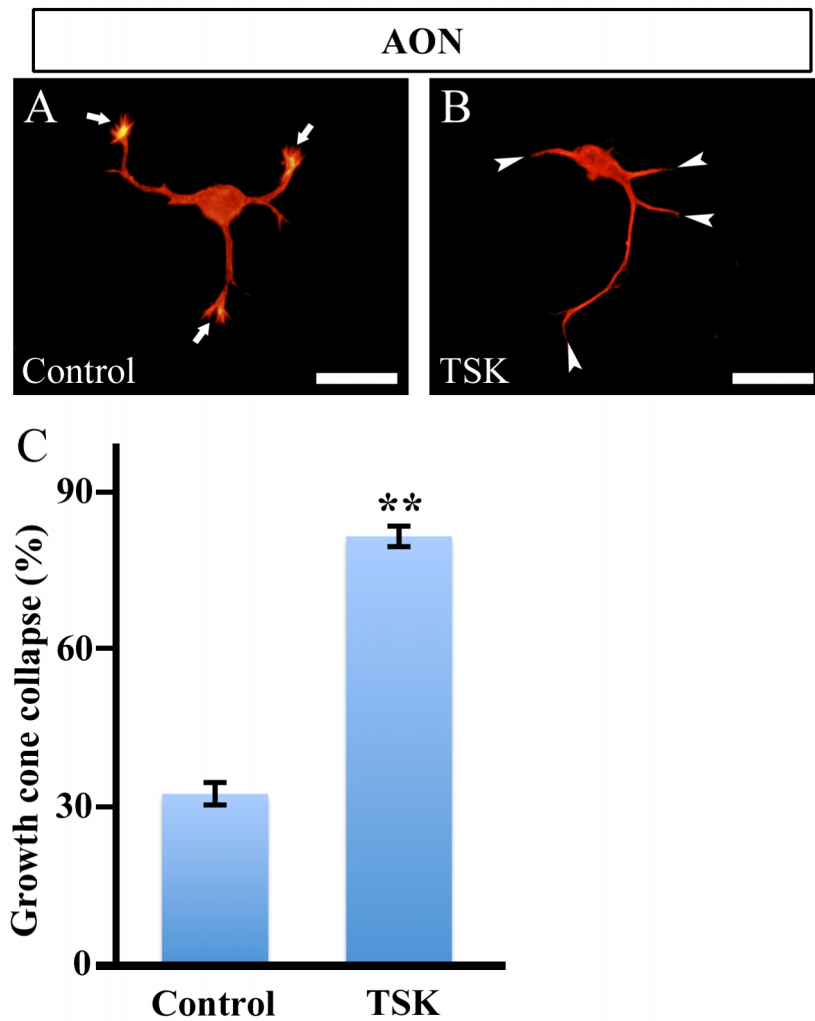 AON
A
B
Control
TSK
C
Growth cone collapse (%)
90
**
60
30
0
Control
TSK